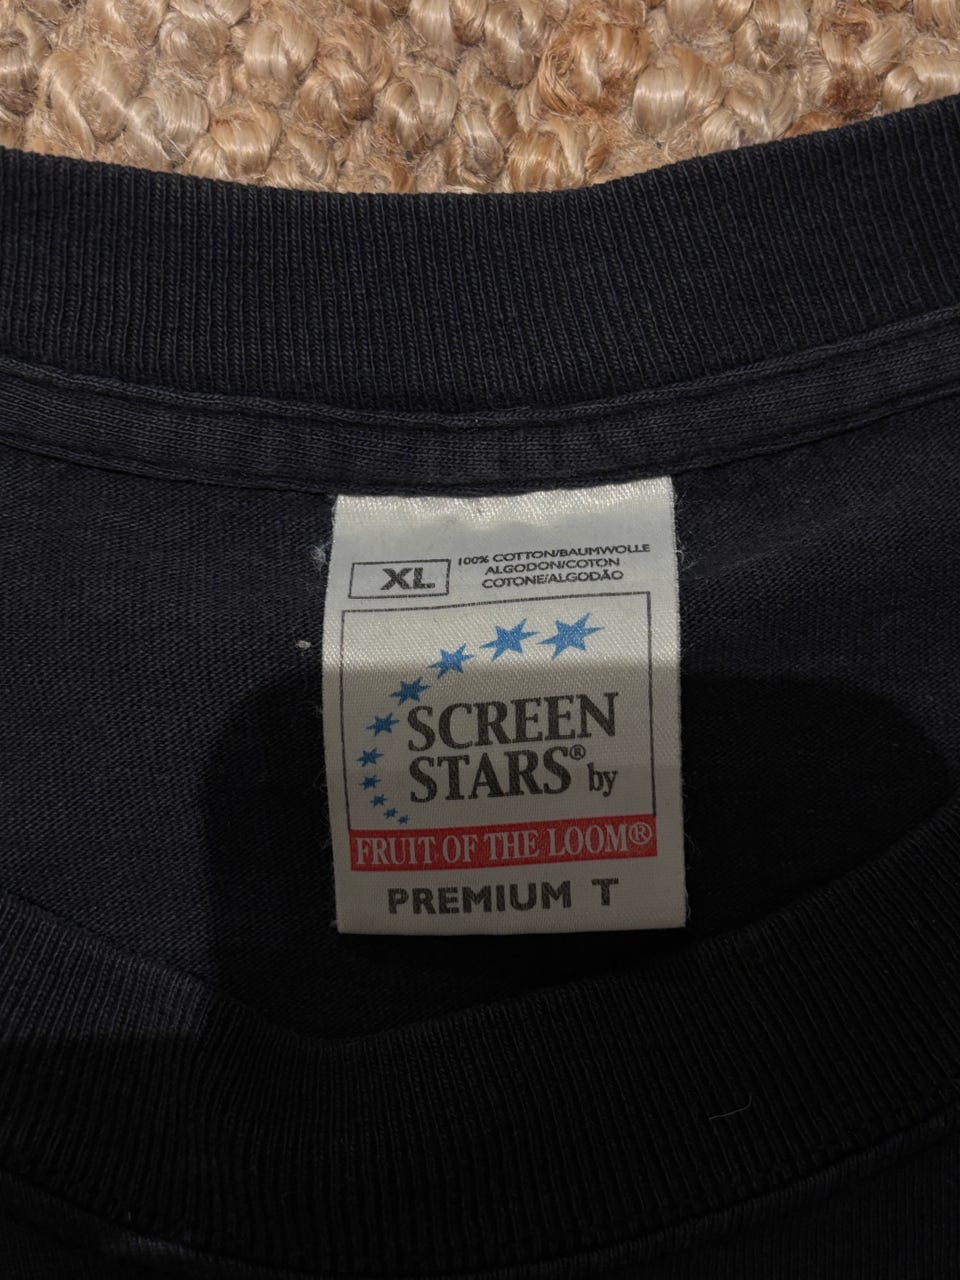 XL
100% COTTON/BAUMWOLLE
ALGODON/COTON
COTONE/ALGODÃO
SCREEN
STARS® by
FRUIT OF THE LOOM®
PREMIUM T